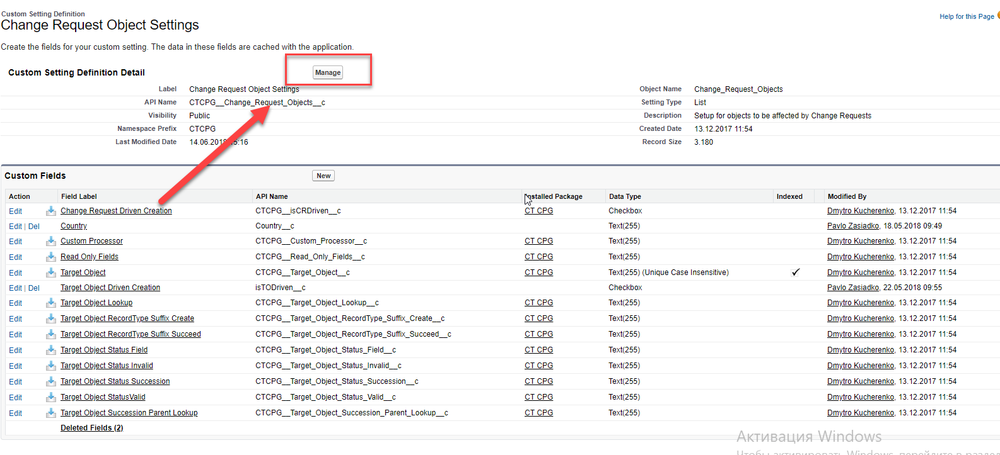 Custom Setting Definition
Change Request Object Settings
Help for this Page
Create the fields for your custom setting. The data in these fields are cached with the application.
Custom Setting Definition Detail Manage
Label Change Request Object Settings Object Name Change_Request_Objects
API Name CTCPG__Change_Request_Objects__c Setting Type List
Visibility Public Description Setup for objects to be affected by Change Requests
Namespace Prefix CTCPG Created Date 13.12.2017 11:54
Last Modified Date 14.06.2018 :16 Record Size 3.180
Custom Fields New
Action Field Label API Name Installed Package Data Type Indexed Modified By
Edit Change Request Driven Creation CTCPG__isCRDriven__c CT CPG Checkbox Dmytro Kucherenko, 13.12.2017 11:54
Edit | Del Country Country__c Text(255) Pavlo Zasiadko, 18.05.2018 09:49
Edit Custom Processor CTCPG__Custom_Processor__c CT CPG Text(255) Dmytro Kucherenko, 13.12.2017 11:54
Edit Read Only Fields CTCPG__Read_Only_Fields__c CT CPG Text(255) Dmytro Kucherenko, 13.12.2017 11:54
Edit Target Object CTCPG__Target_Object__c CT CPG Text(255) (Unique Case Insensitive) ✓ Dmytro Kucherenko, 13.12.2017 11:54
Edit | Del Target Object Driven Creation isTODriven__c Checkbox Pavlo Zasiadko, 22.05.2018 09:55
Edit Target Object Lookup CTCPG__Target_Object_Lookup__c CT CPG Text(255) Dmytro Kucherenko, 13.12.2017 11:54
Edit Target Object RecordType Suffix Create CTCPG__Target_Object_RecordType_Suffix_Create__c CT CPG Text(255) Dmytro Kucherenko, 13.12.2017 11:54
Edit Target Object RecordType Suffix Succeed CTCPG__Target_Object_RecordType_Suffix_Succeed__c CT CPG Text(255) Dmytro Kucherenko, 13.12.2017 11:54
Edit Target Object Status Field CTCPG__Target_Object_Status_Field__c CT CPG Text(255) Dmytro Kucherenko, 13.12.2017 11:54
Edit Target Object Status Invalid CTCPG__Target_Object_Status_Invalid__c CT CPG Text(255) Dmytro Kucherenko, 13.12.2017 11:54
Edit Target Object Status Succession CTCPG__Target_Object_Status_Succession__c CT CPG Text(255) Dmytro Kucherenko, 13.12.2017 11:54
Edit Target Object StatusValid CTCPG__Target_Object_Status_Valid__c CT CPG Text(255) Dmytro Kucherenko, 13.12.2017 11:54
Edit Target Object Succession Parent Lookup CTCPG__Target_Object_Succession_Parent_Lookup__c CT CPG Text(255) Dmytro Kucherenko, 13.12.2017 11:54
Deleted Fields (2)
Активация Windows
Чтобы активировать Windows, перейдите в раздел